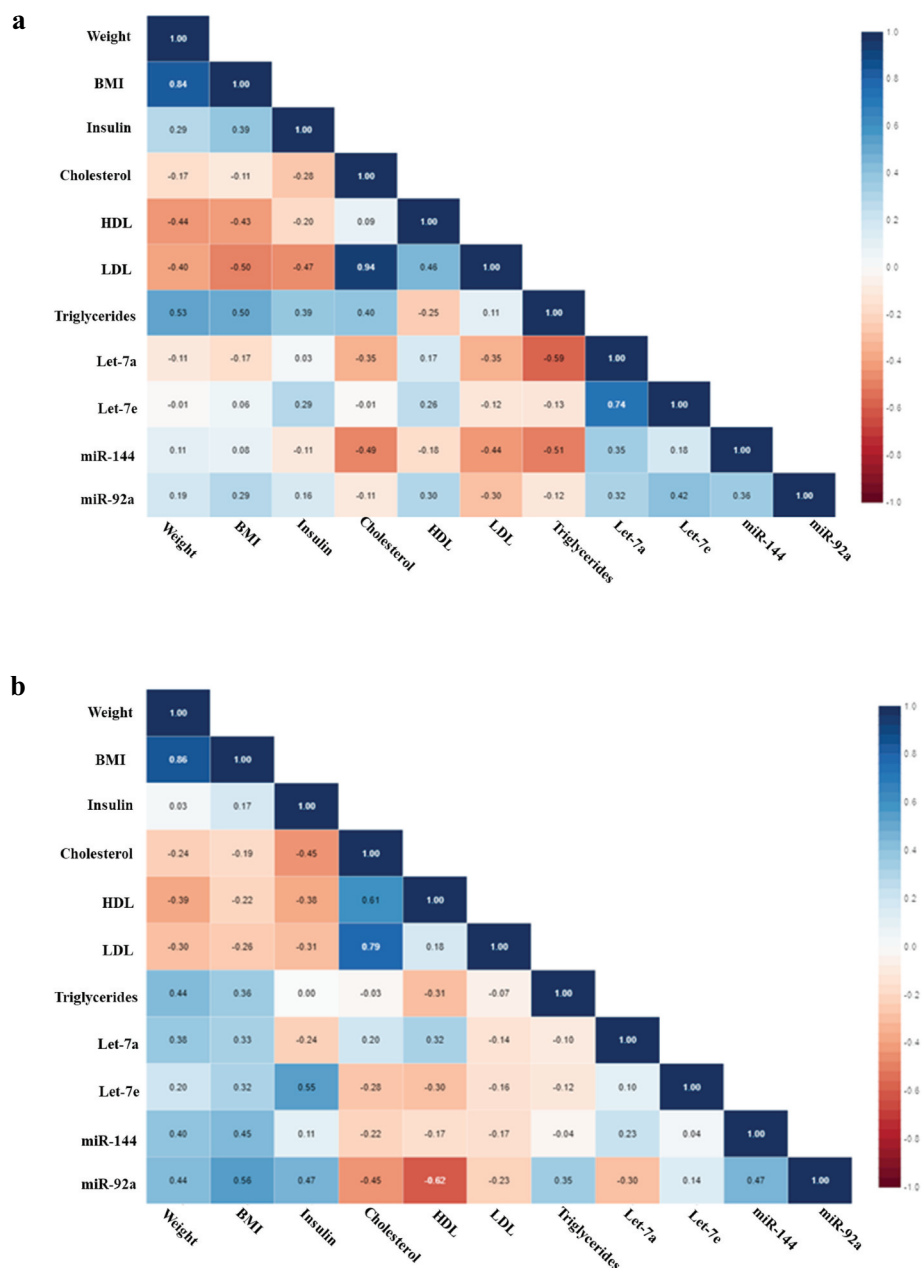 a
Weight 1.00
BMI 0.84 1.00
Insulin 0.29 0.39 1.00
Cholesterol -0.17 -0.11 -0.28 1.00
HDL -0.44 -0.43 -0.20 0.09 1.00
LDL -0.40 -0.50 -0.47 0.94 0.46 1.00
Triglycerides 0.53 0.50 0.39 0.40 -0.25 0.11 1.00
Let-7a -0.11 -0.17 0.03 -0.35 0.17 -0.35 -0.59 1.00
Let-7e -0.01 0.06 0.29 -0.01 0.26 -0.12 -0.13 0.74 1.00
miR-144 0.11 0.08 -0.11 -0.49 -0.18 -0.44 -0.51 0.35 0.18 1.00
miR-92a 0.19 0.29 0.16 -0.11 0.30 -0.30 -0.12 0.32 0.42 0.36 1.00
Weight BMI Insulin Cholesterol HDL LDL Triglycerides Let-7a Let-7e miR-144 miR-92a
1.0
0.8
0.6
0.4
0.2
0.0
-0.2
-0.4
-0.6
-0.8
-1.0
b
Weight 1.00
BMI 0.86 1.00
Insulin 0.03 0.17 1.00
Cholesterol -0.24 -0.19 -0.45 1.00
HDL -0.39 -0.22 -0.38 0.61 1.00
LDL -0.30 -0.26 -0.31 0.79 0.18 1.00
Triglycerides 0.44 0.36 0.00 -0.03 -0.31 -0.07 1.00
Let-7a 0.38 0.33 -0.24 0.20 0.32 -0.14 -0.10 1.00
Let-7e 0.20 0.32 0.55 -0.28 -0.30 -0.16 -0.12 0.10 1.00
miR-144 0.40 0.45 0.11 -0.22 -0.17 -0.17 -0.04 0.23 0.04 1.00
miR-92a 0.44 0.56 0.47 -0.45 -0.62 -0.23 0.35 -0.30 0.14 0.47 1.00
Weight BMI Insulin Cholesterol HDL LDL Triglycerides Let-7a Let-7e miR-144 miR-92a
1.0
0.8
0.6
0.4
0.2
0.0
-0.2
-0.4
-0.6
-0.8
-1.0